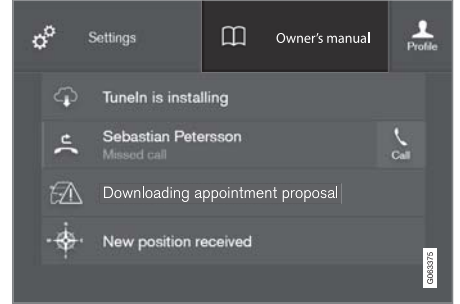 Settings
Owner's manual
Profile
TuneIn is installing
Sebastian Petersson
Missed call
Call
Downloading appointment proposal
New position received
G063375